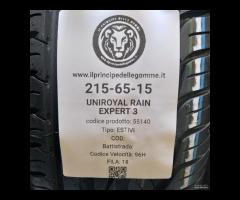 www.ilprincipedellegomme.it
215-65-15
UNIROYAL RAIN
EXPERT 3
codice prodotto: 55140
Tipo: ESTIVI
COD:
Battistrada:
Codice Velocità: 96H
FILA: 18